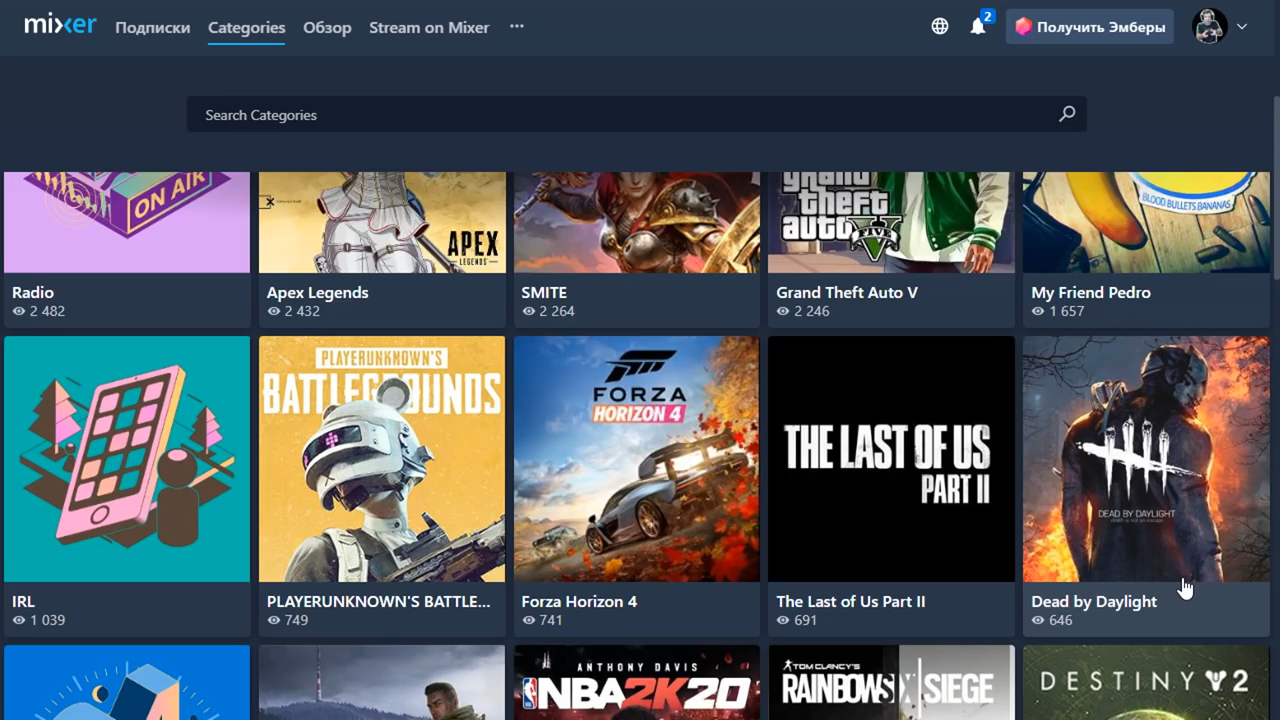 mixer
Подписки
Categories
Обзор
Stream on Mixer
2
Получить Эмберы
Search Categories
ON AIR
APEX
LEGENDS
grand
theft
auto
FIVE
BLOOD BULLETS BANANAS
Radio
2 482
Apex Legends
2 432
SMITE
2 264
Grand Theft Auto V
2 246
My Friend Pedro
1 657
PLAYERUNKNOWN'S
BATTLEGROUNDS
FORZA
HORIZON 4
THE LAST OF US
PART II
DEAD BY DAYLIGHT
IRL
1 039
PLAYERUNKNOWN'S BATTLE...
749
Forza Horizon 4
741
The Last of Us Part II
691
Dead by Daylight
646
ANTHONY DAVIS
NBA 2K20
TOM CLANCY'S
RAINBOW SIX SIEGE
DESTINY 2